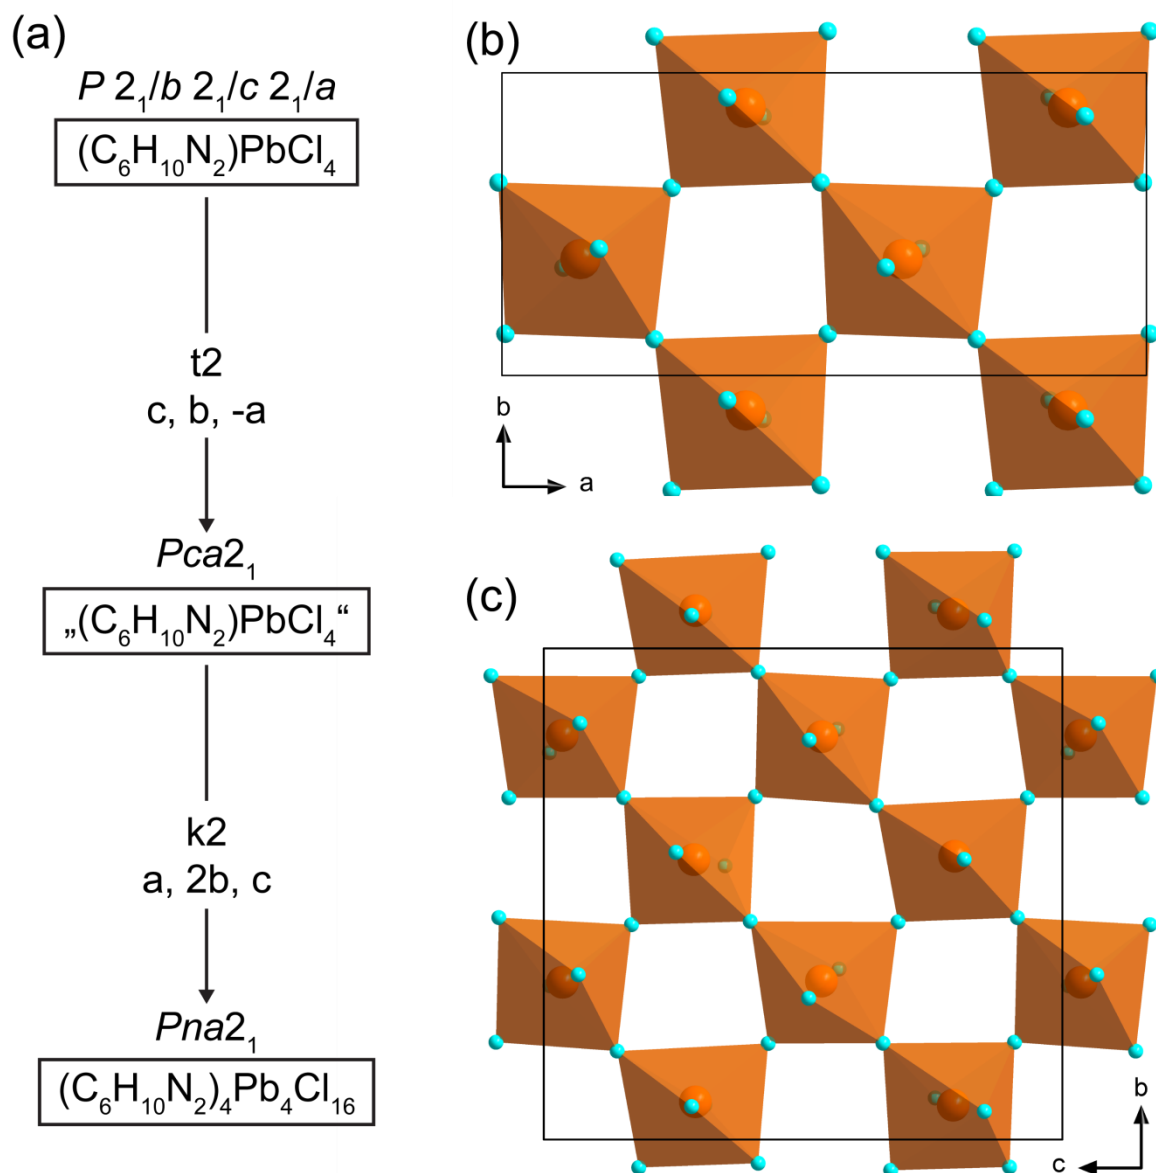 (a)
P 2₁/b 2₁/c 2₁/a
(C₆H₁₀N₂)PbCl₄
t2
c, b, -a
Pca2₁
„(C₆H₁₀N₂)PbCl₄“
k2
a, 2b, c
Pna2₁
(C₆H₁₀N₂)₄Pb₄Cl₁₆
(b)
b
a
(c)
b
c